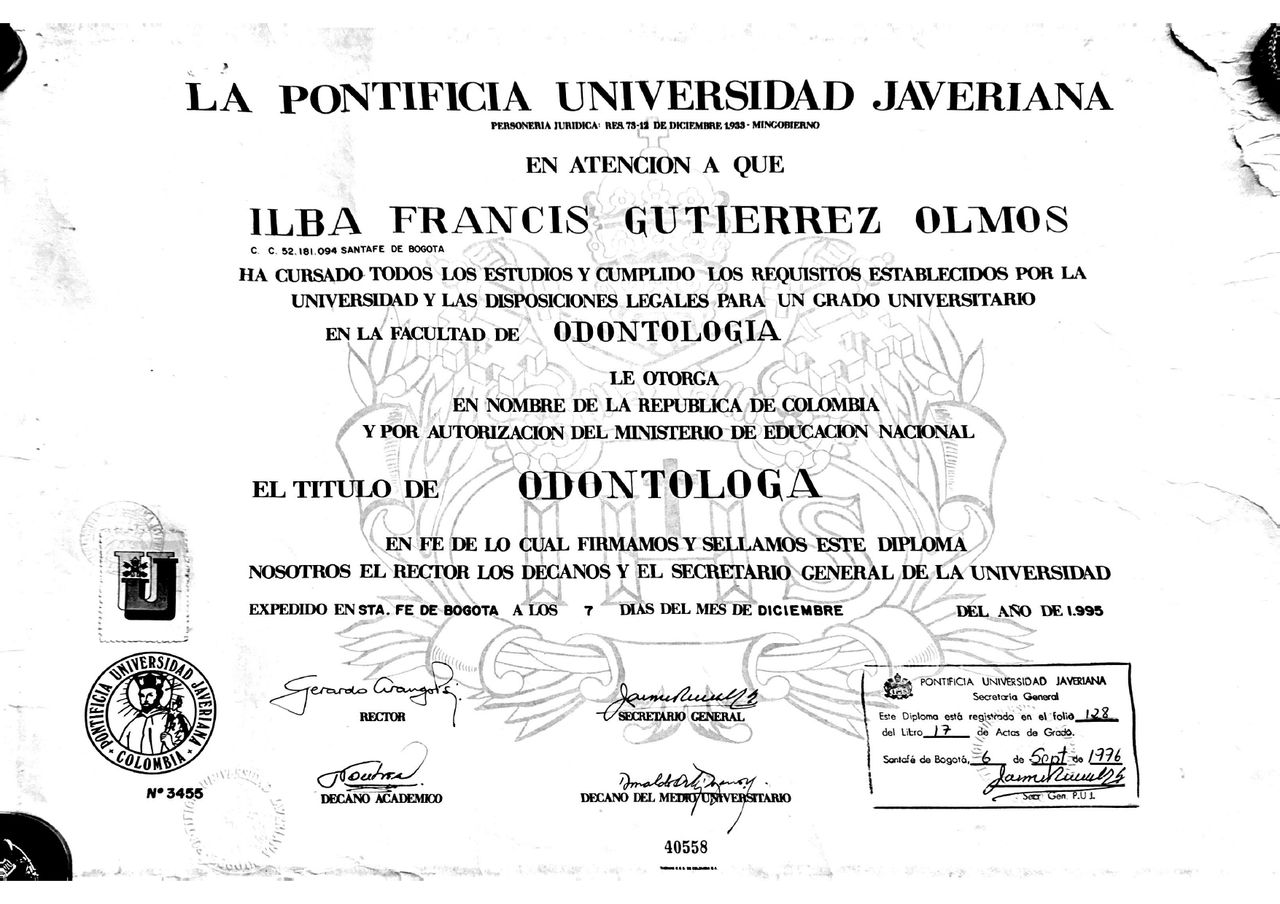 LA PONTIFICIA UNIVERSIDAD JAVERIANA
PERSONERIA JURIDICA: RES. 73-12 DE DICIEMBRE 1.933 - MINGOBIERNO
EN ATENCION A QUE
ILBA FRANCIS GUTIERREZ OLMOS
C. C. 52.181.094 SANTAFE DE BOGOTA
HA CURSADO TODOS LOS ESTUDIOS Y CUMPLIDO LOS REQUISITOS ESTABLECIDOS POR LA
UNIVERSIDAD Y LAS DISPOSICIONES LEGALES PARA UN GRADO UNIVERSITARIO
EN LA FACULTAD DE ODONTOLOGIA
LE OTORGA
EN NOMBRE DE LA REPUBLICA DE COLOMBIA
Y POR AUTORIZACION DEL MINISTERIO DE EDUCACION NACIONAL
EL TITULO DE ODONTOLOGA
IHS
EN FE DE LO CUAL FIRMAMOS Y SELLAMOS ESTE DIPLOMA
NOSOTROS EL RECTOR LOS DECANOS Y EL SECRETARIO GENERAL DE LA UNIVERSIDAD
EXPEDIDO EN STA. FE DE BOGOTA A LOS 7 DIAS DEL MES DE DICIEMBRE DEL AÑO DE 1.995
U
PONTIFICIA UNIVERSIDAD JAVERIANA
COLOMBIA
Nº 3455
Gerardo Arango
RECTOR
SECRETARIO GENERAL
DECANO ACADEMICO
DECANO DEL MEDIO UNIVERSITARIO
PONTIFICIA UNIVERSIDAD JAVERIANA
Secretaria General
Este Diploma está registrado en el folio 128
del Libro 17 de Actas de Grado.
Santafé de Bogotá, 6 de Sept de 1996
Secr Gen. P.U.J.
40558